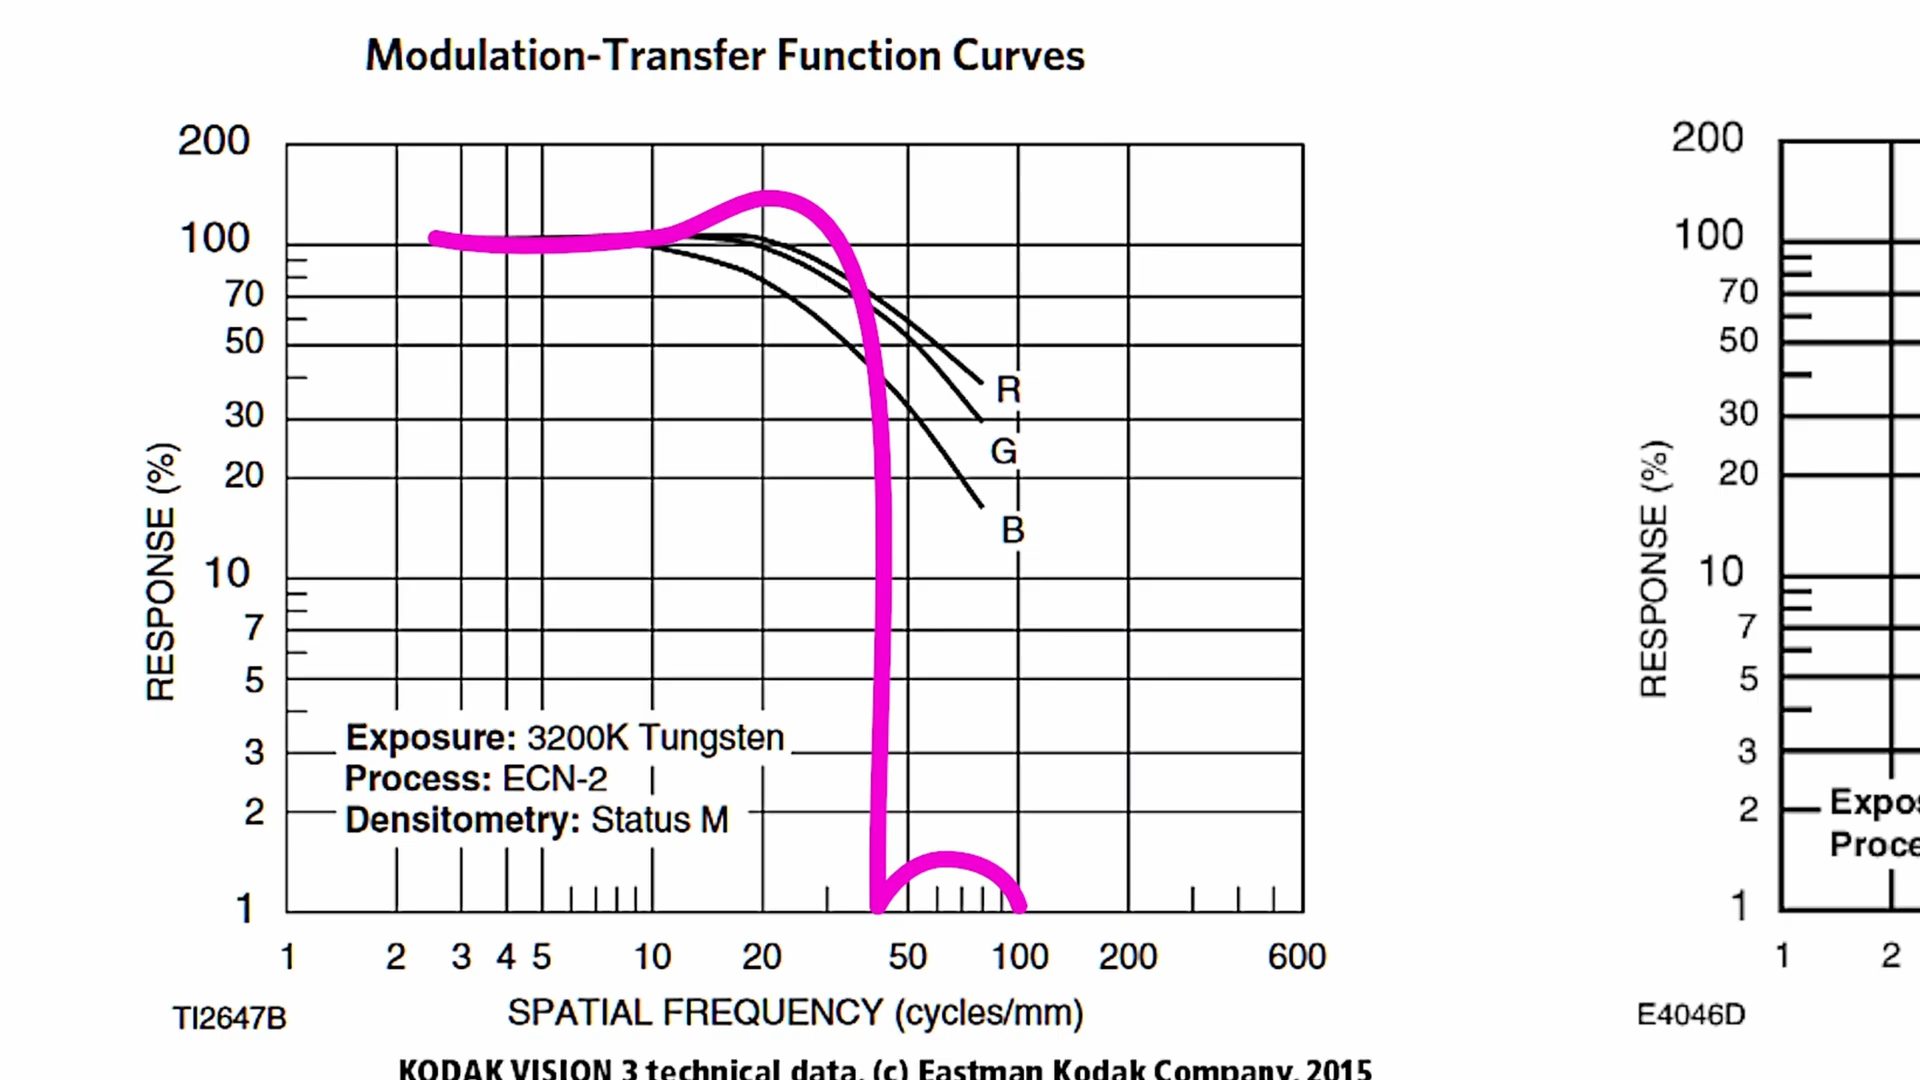 Modulation-Transfer Function Curves
200
100
70
50
30
20
10
7
5
3
2
1
RESPONSE (%)
R
G
B
Exposure: 3200K Tungsten
Process: ECN-2
Densitometry: Status M
1 2 3 4 5 10 20 50 100 200 600
SPATIAL FREQUENCY (cycles/mm)
TI2647B
200
100
70
50
30
20
10
7
5
3
2
1
RESPONSE (%)
Expos
Proce
1 2
E4046D
KODAK VISION 3 technical data, (c) Eastman Kodak Company, 2015